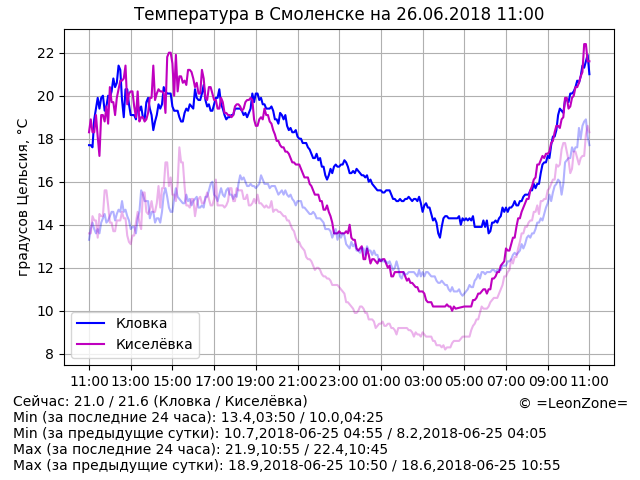 Температура в Смоленске на 26.06.2018 11:00
градусов Цельсия, °C
22
20
18
16
14
12
10
8
Кловка
Киселёвка
11:00 13:00 15:00 17:00 19:00 21:00 23:00 01:00 03:00 05:00 07:00 09:00 11:00
Сейчас: 21.0 / 21.6 (Кловка / Киселёвка)
© =LeonZone=
Min (за последние 24 часа): 13.4,03:50 / 10.0,04:25
Min (за предыдущие сутки): 10.7,2018-06-25 04:55 / 8.2,2018-06-25 04:05
Max (за последние 24 часа): 21.9,10:55 / 22.4,10:45
Max (за предыдущие сутки): 18.9,2018-06-25 10:50 / 18.6,2018-06-25 10:55